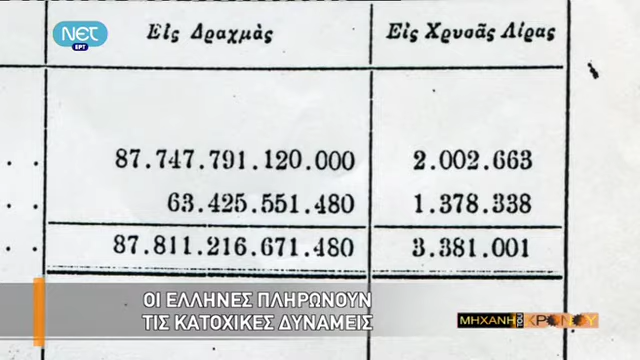 NET
ΕΡΤ
Εἰς Δραχμὰς Εἰς Χρυσᾶς Λίρας
. . 87.747.791.120.000 2.002.663
. . 63.425.551.480 1.378.338
. 87.811.216.671.480 3.381.001
ΟΙ ΕΛΛΗΝΕΣ ΠΛΗΡΩΝΟΥΝ
ΤΙΣ ΚΑΤΟΧΙΚΕΣ ΔΥΝΑΜΕΙΣ
ΜΗΧΑΝΗ ΤΟΥ ΧΡΟΝΟΥ